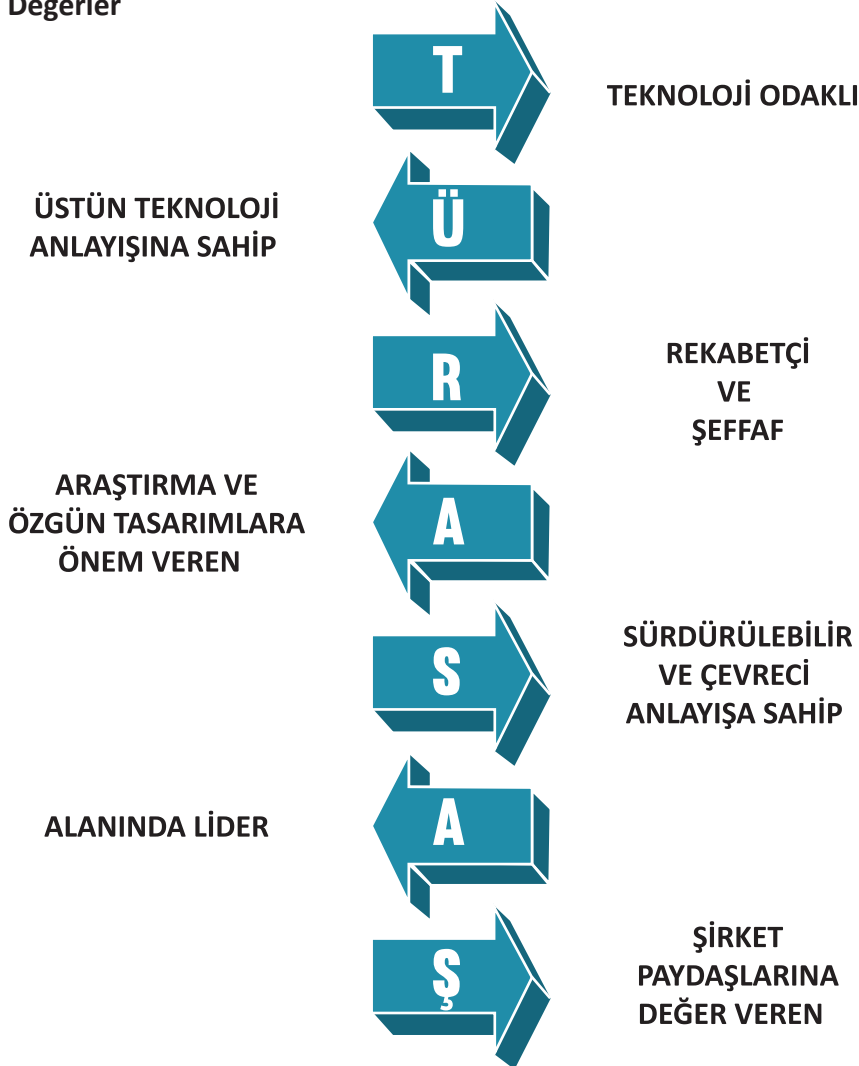 Değerler
T
TEKNOLOJİ ODAKLI
ÜSTÜN TEKNOLOJİ
ANLAYIŞINA SAHİP
Ü
R
REKABETÇİ
VE
ŞEFFAF
ARAŞTIRMA VE
ÖZGÜN TASARIMLARA
ÖNEM VEREN
A
S
SÜRDÜRÜLEBİLİR
VE ÇEVRECİ
ANLAYIŞA SAHİP
ALANINDA LİDER
A
Ş
ŞİRKET
PAYDAŞLARINA
DEĞER VEREN